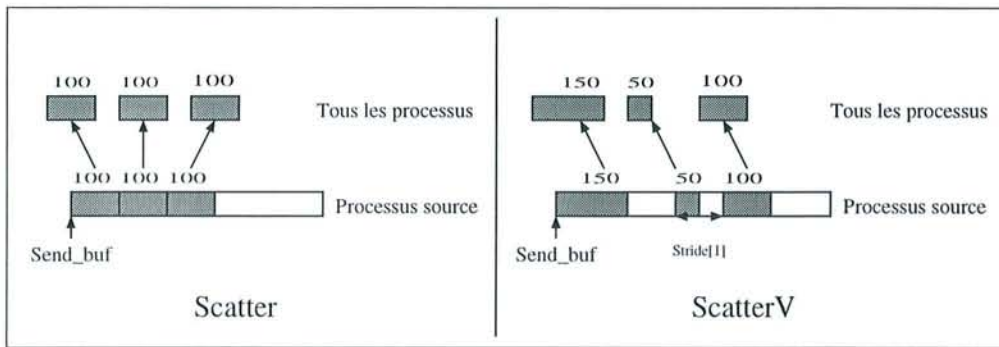 100 100 100
Tous les processus
100 100 100
Processus source
Send_buf
Scatter
150 50 100
Tous les processus
150 50 100
Processus source
Send_buf
Stride[1]
ScatterV